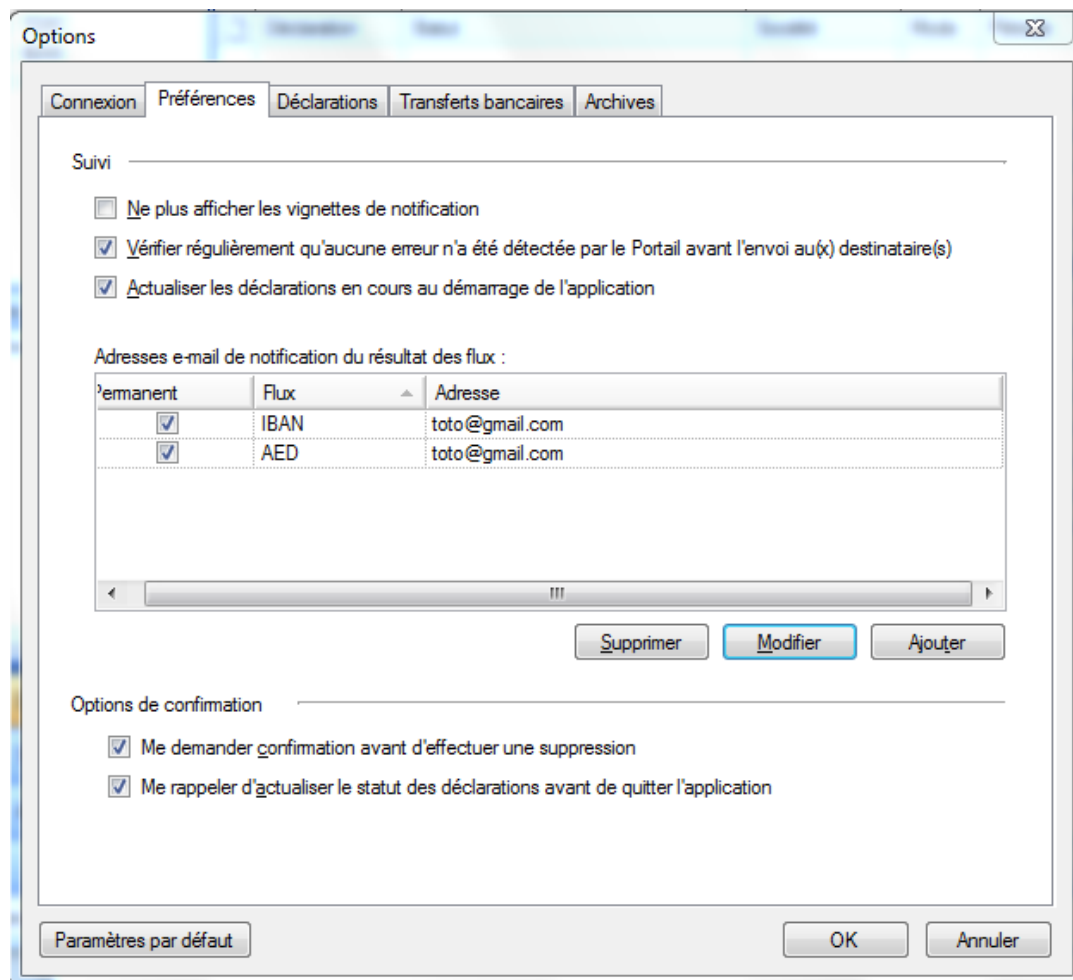 Options
Connexion Préférences Déclarations Transferts bancaires Archives
Suivi
Ne plus afficher les vignettes de notification
Vérifier régulièrement qu'aucune erreur n'a été détectée par le Portail avant l'envoi au(x) destinataire(s)
Actualiser les déclarations en cours au démarrage de l'application
Adresses e-mail de notification du résultat des flux :
Permanent Flux Adresse
IBAN toto@gmail.com
AED toto@gmail.com
Supprimer Modifier Ajouter
Options de confirmation
Me demander confirmation avant d'effectuer une suppression
Me rappeler d'actualiser le statut des déclarations avant de quitter l'application
Paramètres par défaut OK Annuler